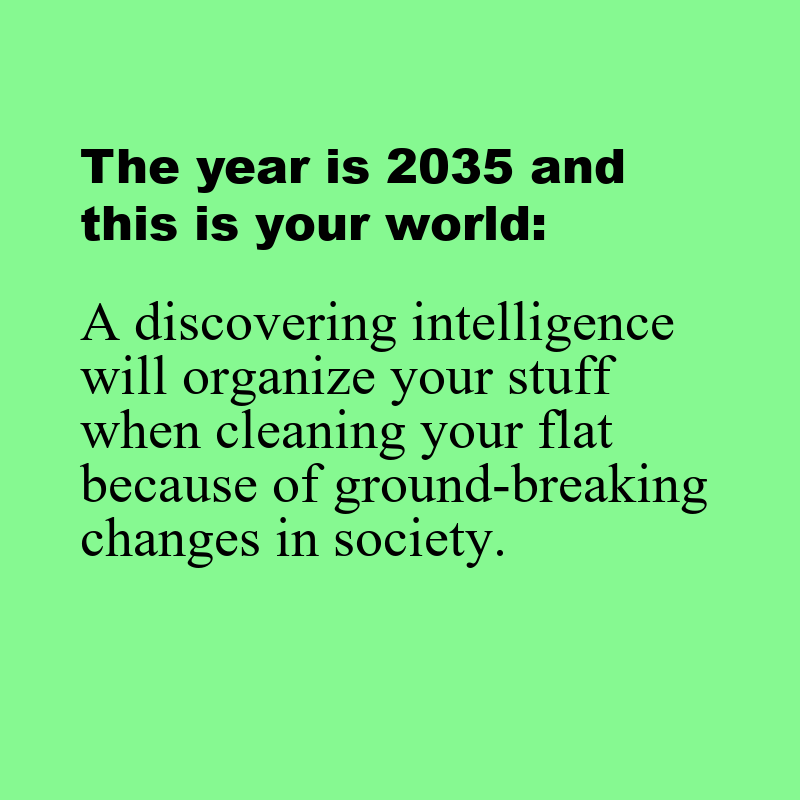 The year is 2035 and
this is your world:
A discovering intelligence
will organize your stuff
when cleaning your flat
because of ground-breaking
changes in society.